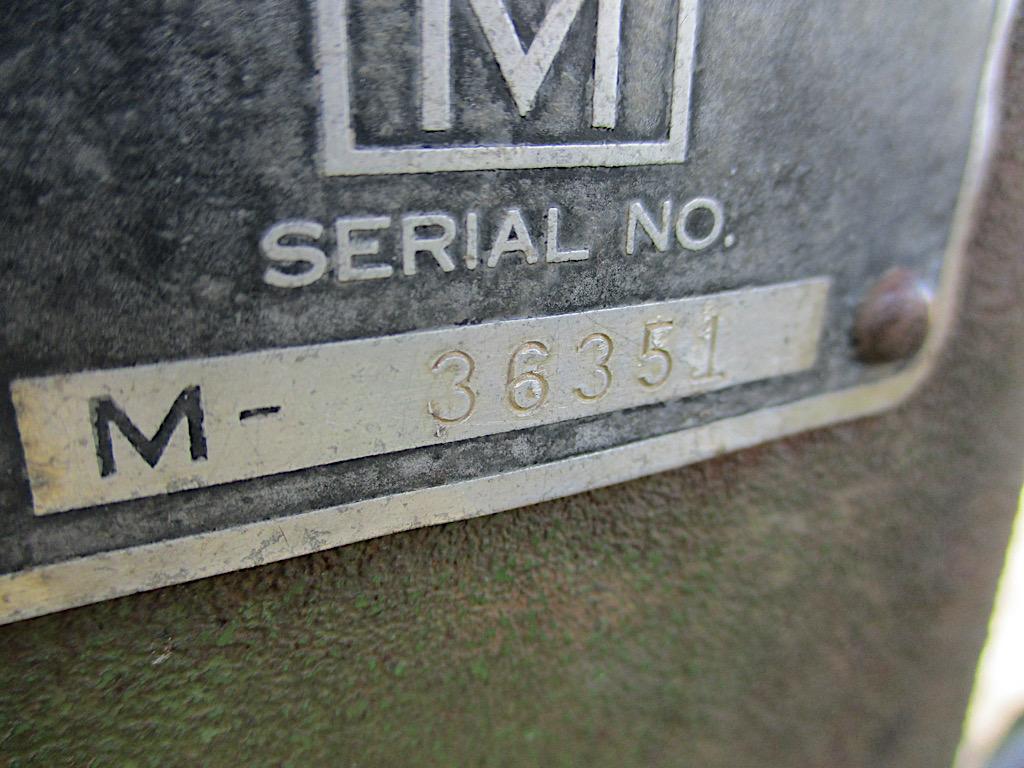 M
SERIAL NO.
M- 36351